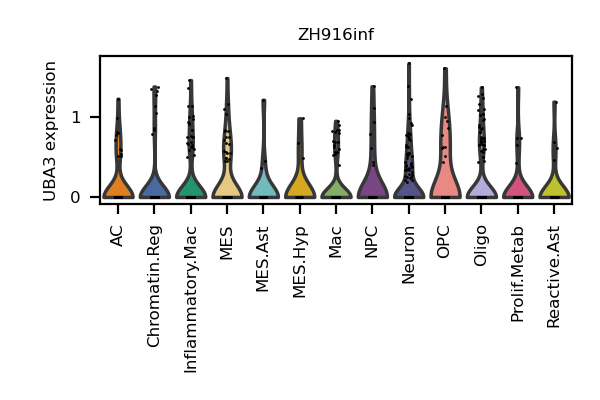 ZH916inf
UBA3 expression
1
0
AC
Chromatin.Reg
Inflammatory.Mac
MES
MES.Ast
MES.Hyp
Mac
NPC
Neuron
OPC
Oligo
Prolif.Metab
Reactive.Ast